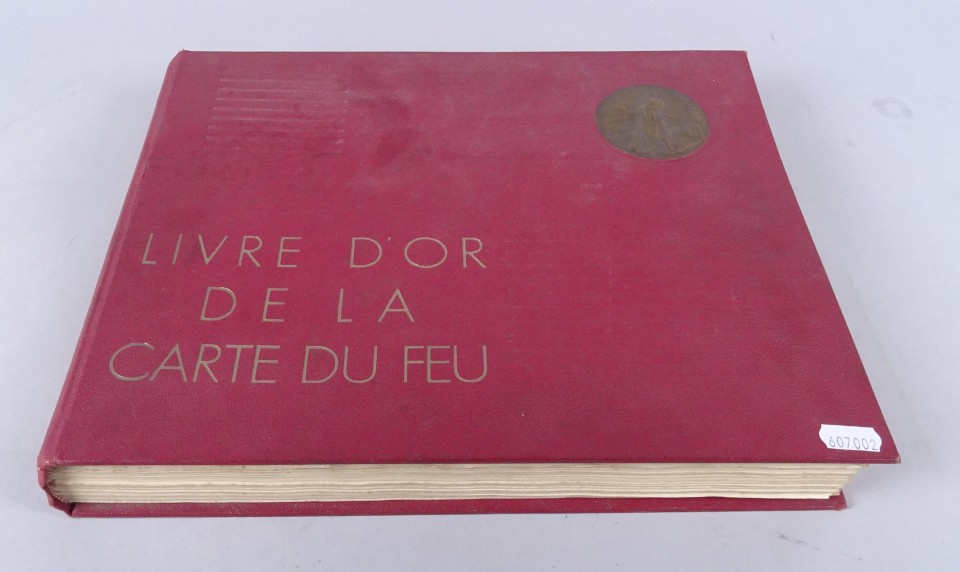 LIVRE D'OR
DE LA
CARTE DU FEU
607002